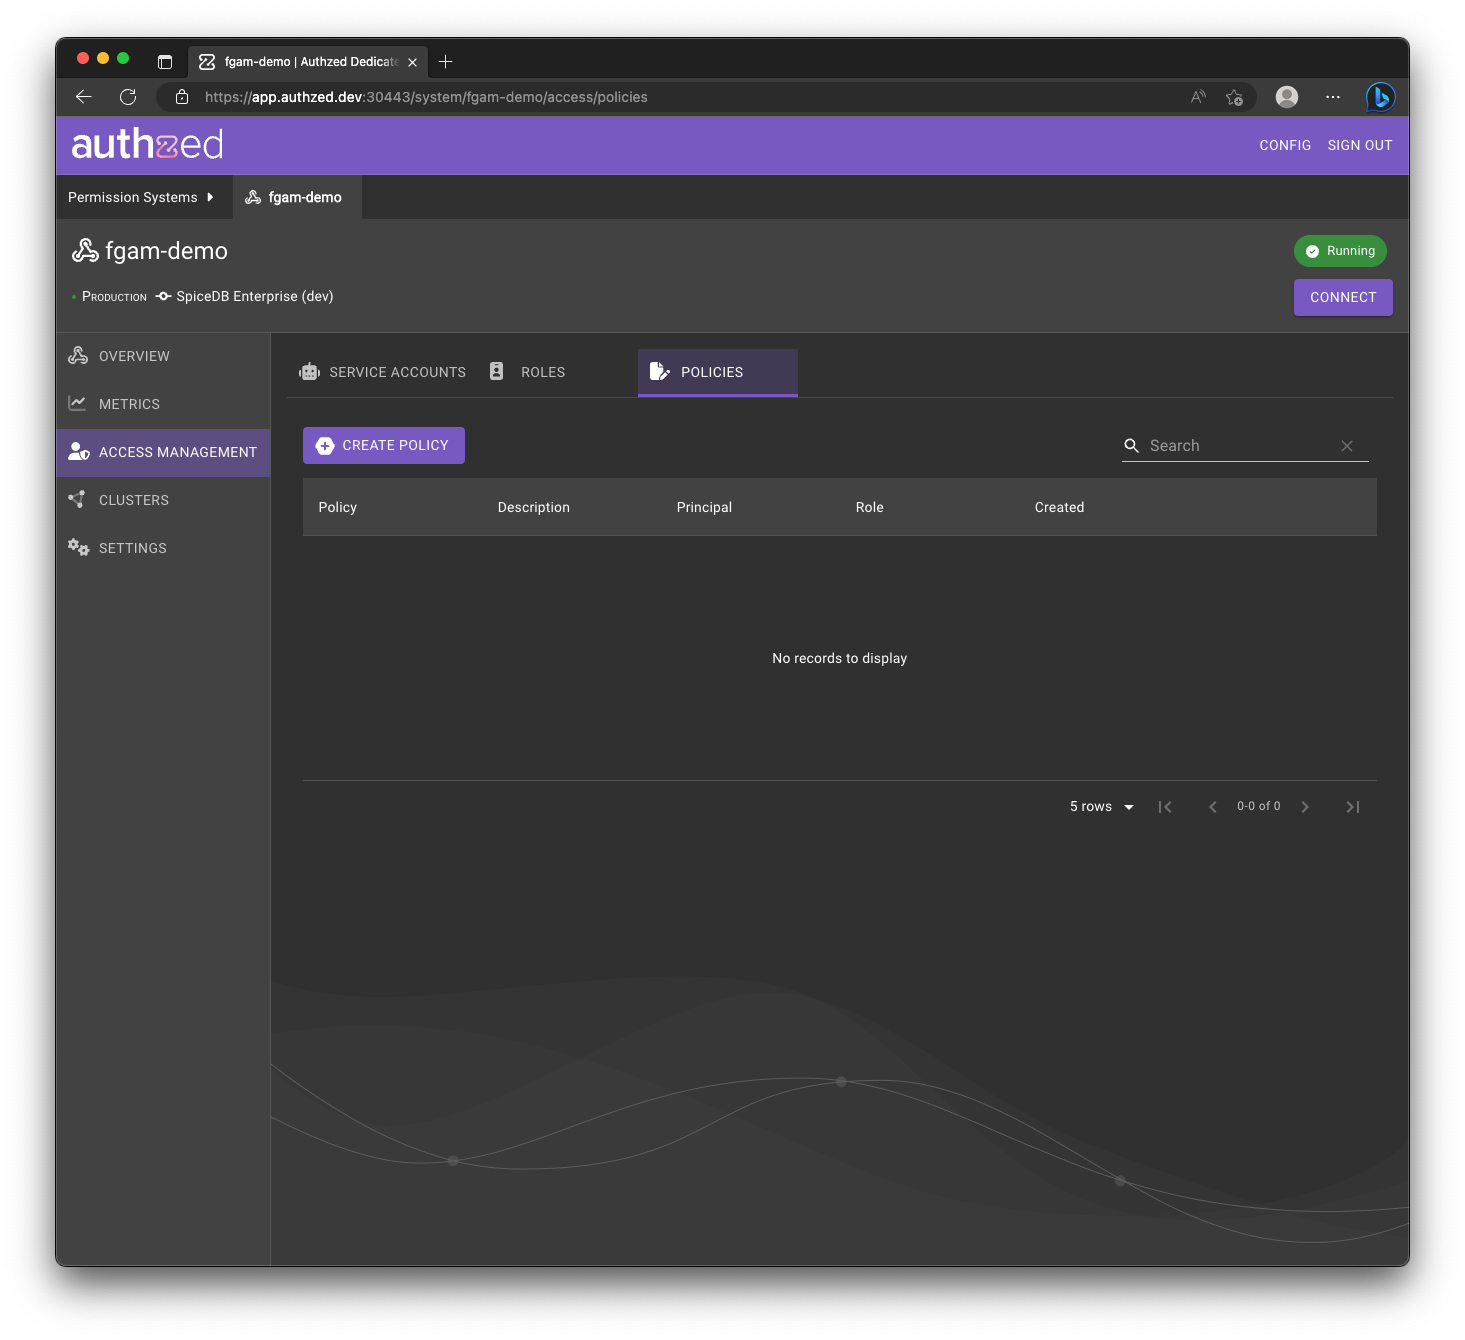 fgam-demo | Authzed Dedicate
https://app.authzed.dev:30443/system/fgam-demo/access/policies
authzed
CONFIG SIGN OUT
Permission Systems fgam-demo
fgam-demo
Running
PRODUCTION SpiceDB Enterprise (dev)
CONNECT
OVERVIEW
METRICS
ACCESS MANAGEMENT
CLUSTERS
SETTINGS
SERVICE ACCOUNTS ROLES POLICIES
CREATE POLICY
Search
Policy Description Principal Role Created
No records to display
5 rows 0-0 of 0